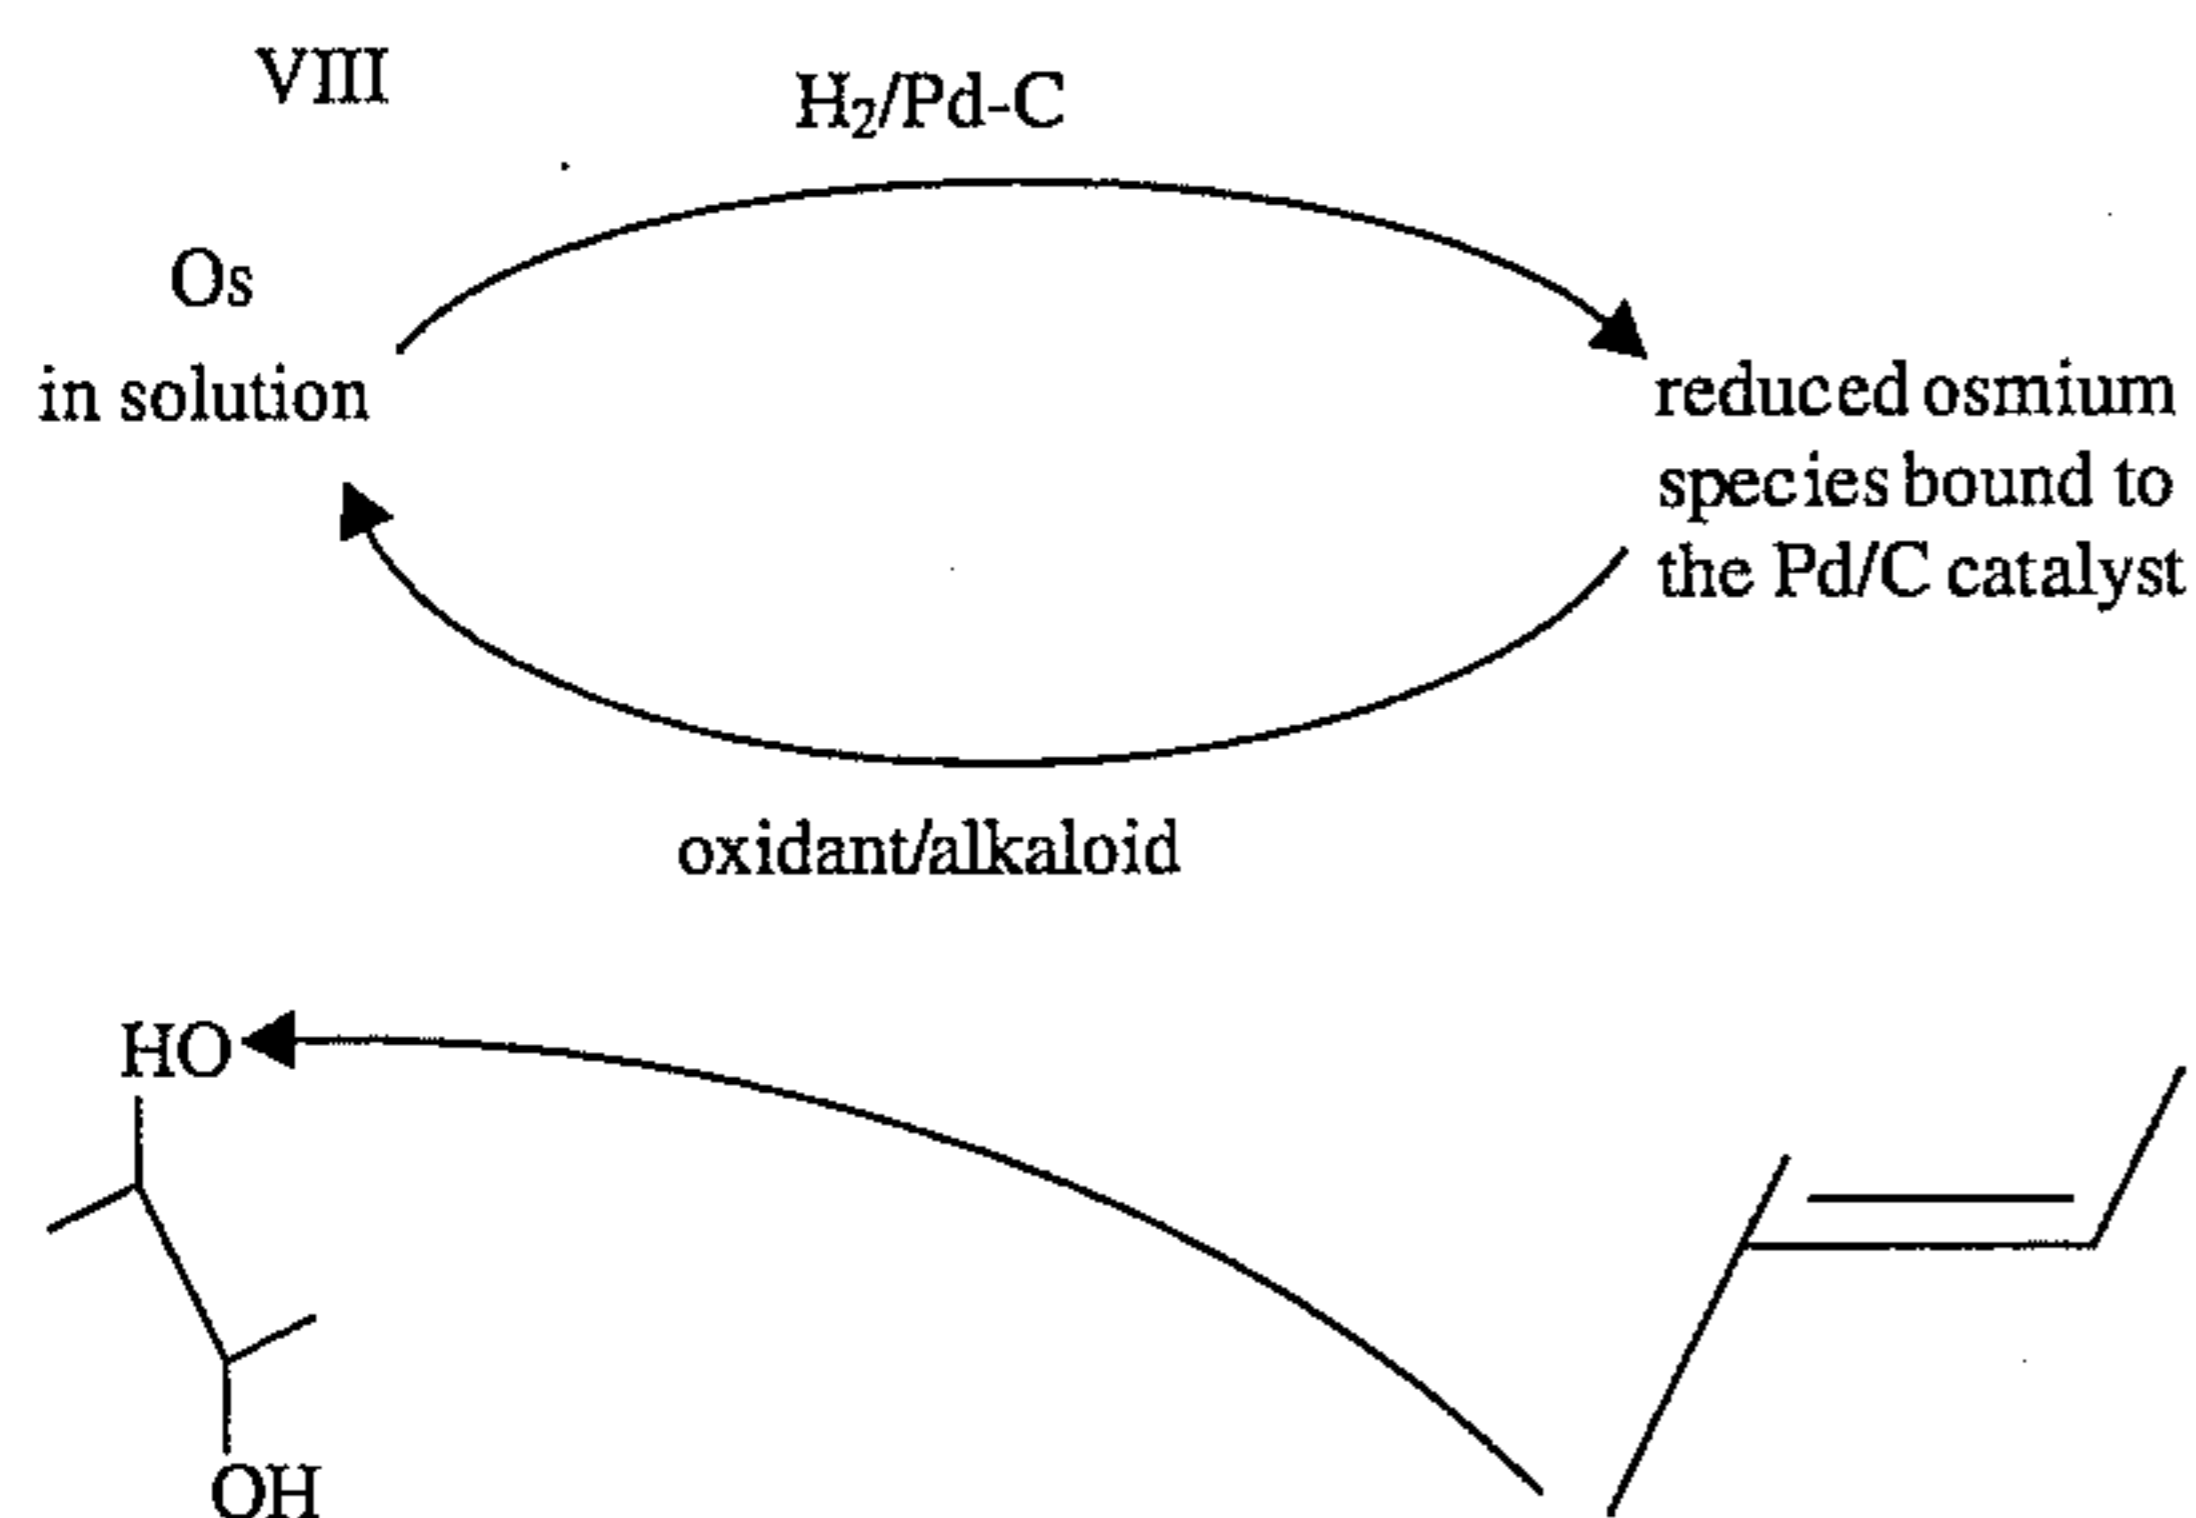 VIII
H₂/Pd-C
Os
in solution
reduced osmium
species bound to
the Pd/C catalyst
oxidant/alkaloid
HO
OH